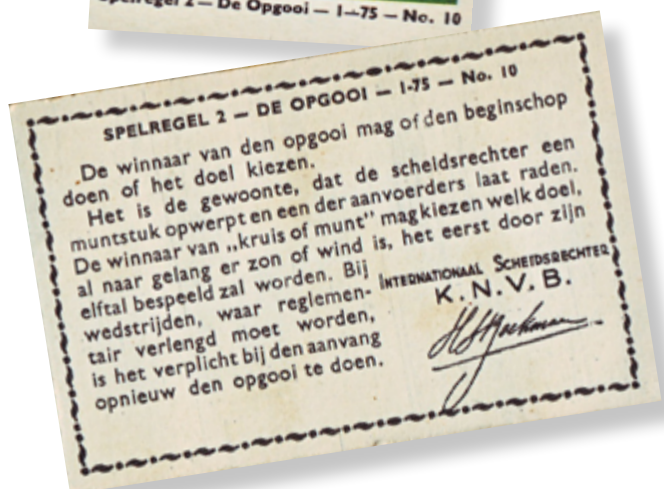 Spelregel 2 — De Opgooi — 1—75 — No. 10
SPELREGEL 2 — DE OPGOOI — 1-75 — No. 10
De winnaar van den opgooi mag of den beginschop
doen of het doel kiezen.
Het is de gewoonte, dat de scheidsrechter een
muntstuk opwerpt en een der aanvoerders laat raden.
De winnaar van „kruis of munt" mag kiezen welk doel,
al naar gelang er zon of wind is, het eerst door zijn
elftal bespeeld zal worden. Bij
wedstrijden, waar reglemen-
tair verlengd moet worden,
is het verplicht bij den aanvang
opnieuw den opgooi te doen.
INTERNATIONAAL SCHEIDSRECHTER
K. N. V. B.